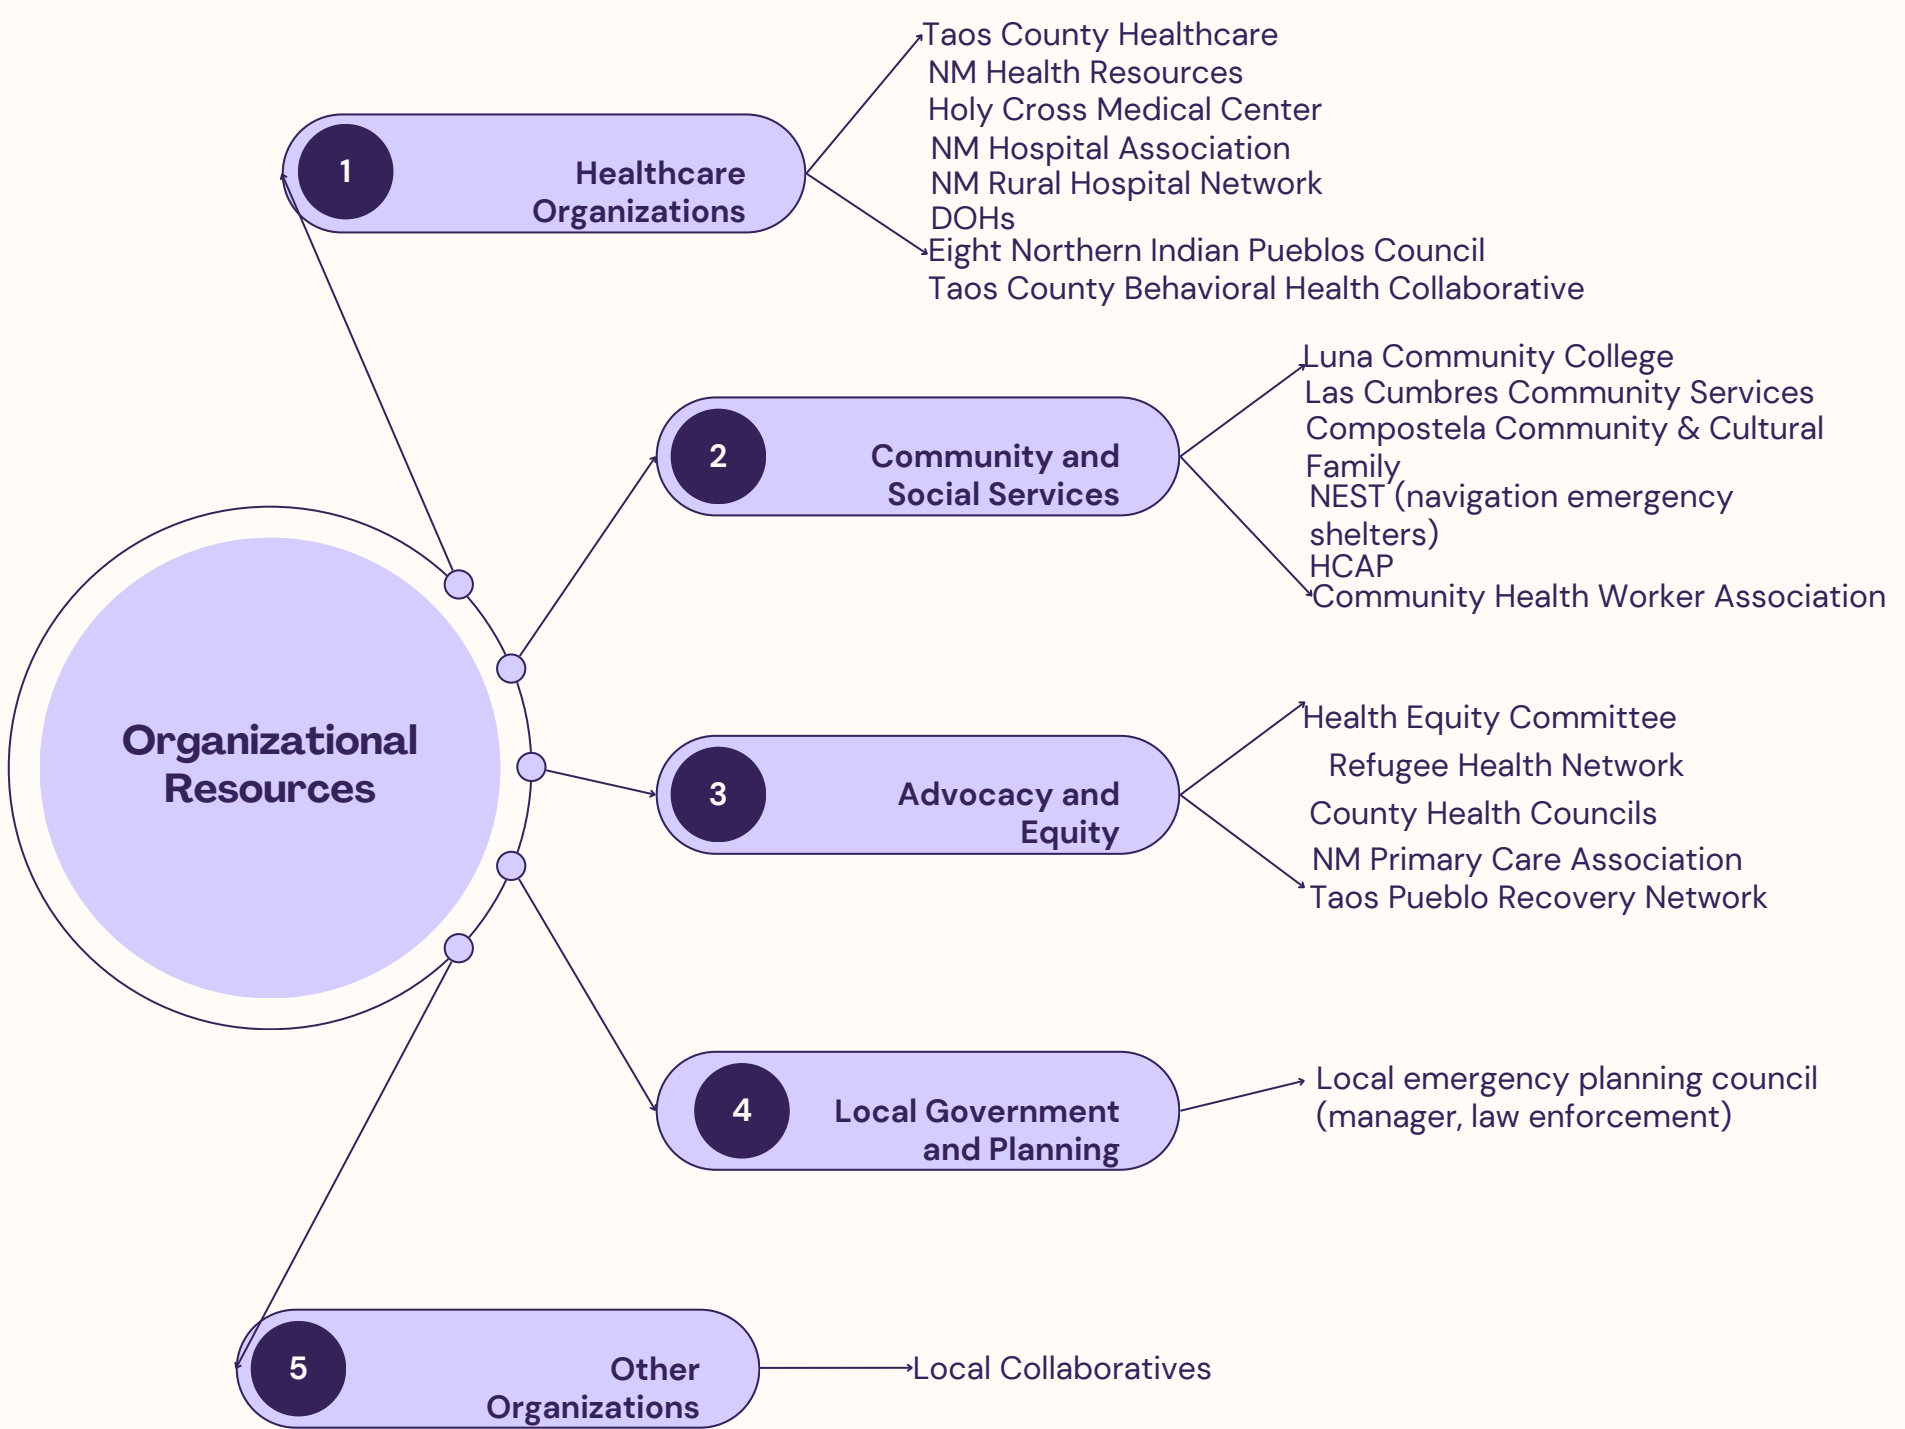 Organizational
Resources
1
Healthcare
Organizations
Taos County Healthcare
NM Health Resources
Holy Cross Medical Center
NM Hospital Association
NM Rural Hospital Network
DOHs
Eight Northern Indian Pueblos Council
Taos County Behavioral Health Collaborative
2
Community and
Social Services
Luna Community College
Las Cumbres Community Services
Compostela Community & Cultural
Family
NEST (navigation emergency
shelters)
HCAP
Community Health Worker Association
3
Advocacy and
Equity
Health Equity Committee
Refugee Health Network
County Health Councils
NM Primary Care Association
Taos Pueblo Recovery Network
4
Local Government
and Planning
Local emergency planning council
(manager, law enforcement)
5
Other
Organizations
Local Collaboratives